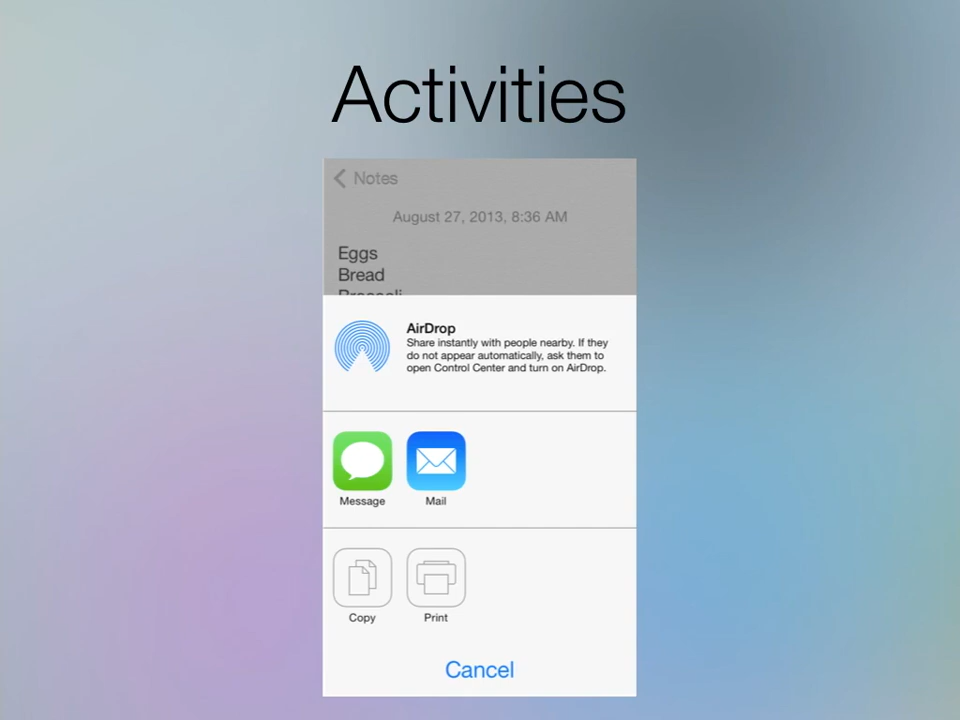 Activities
Notes
August 27, 2013, 8:36 AM
Eggs
Bread
Broccoli
AirDrop
Share instantly with people nearby. If they
do not appear automatically, ask them to
open Control Center and turn on AirDrop.
Message Mail
Copy Print
Cancel